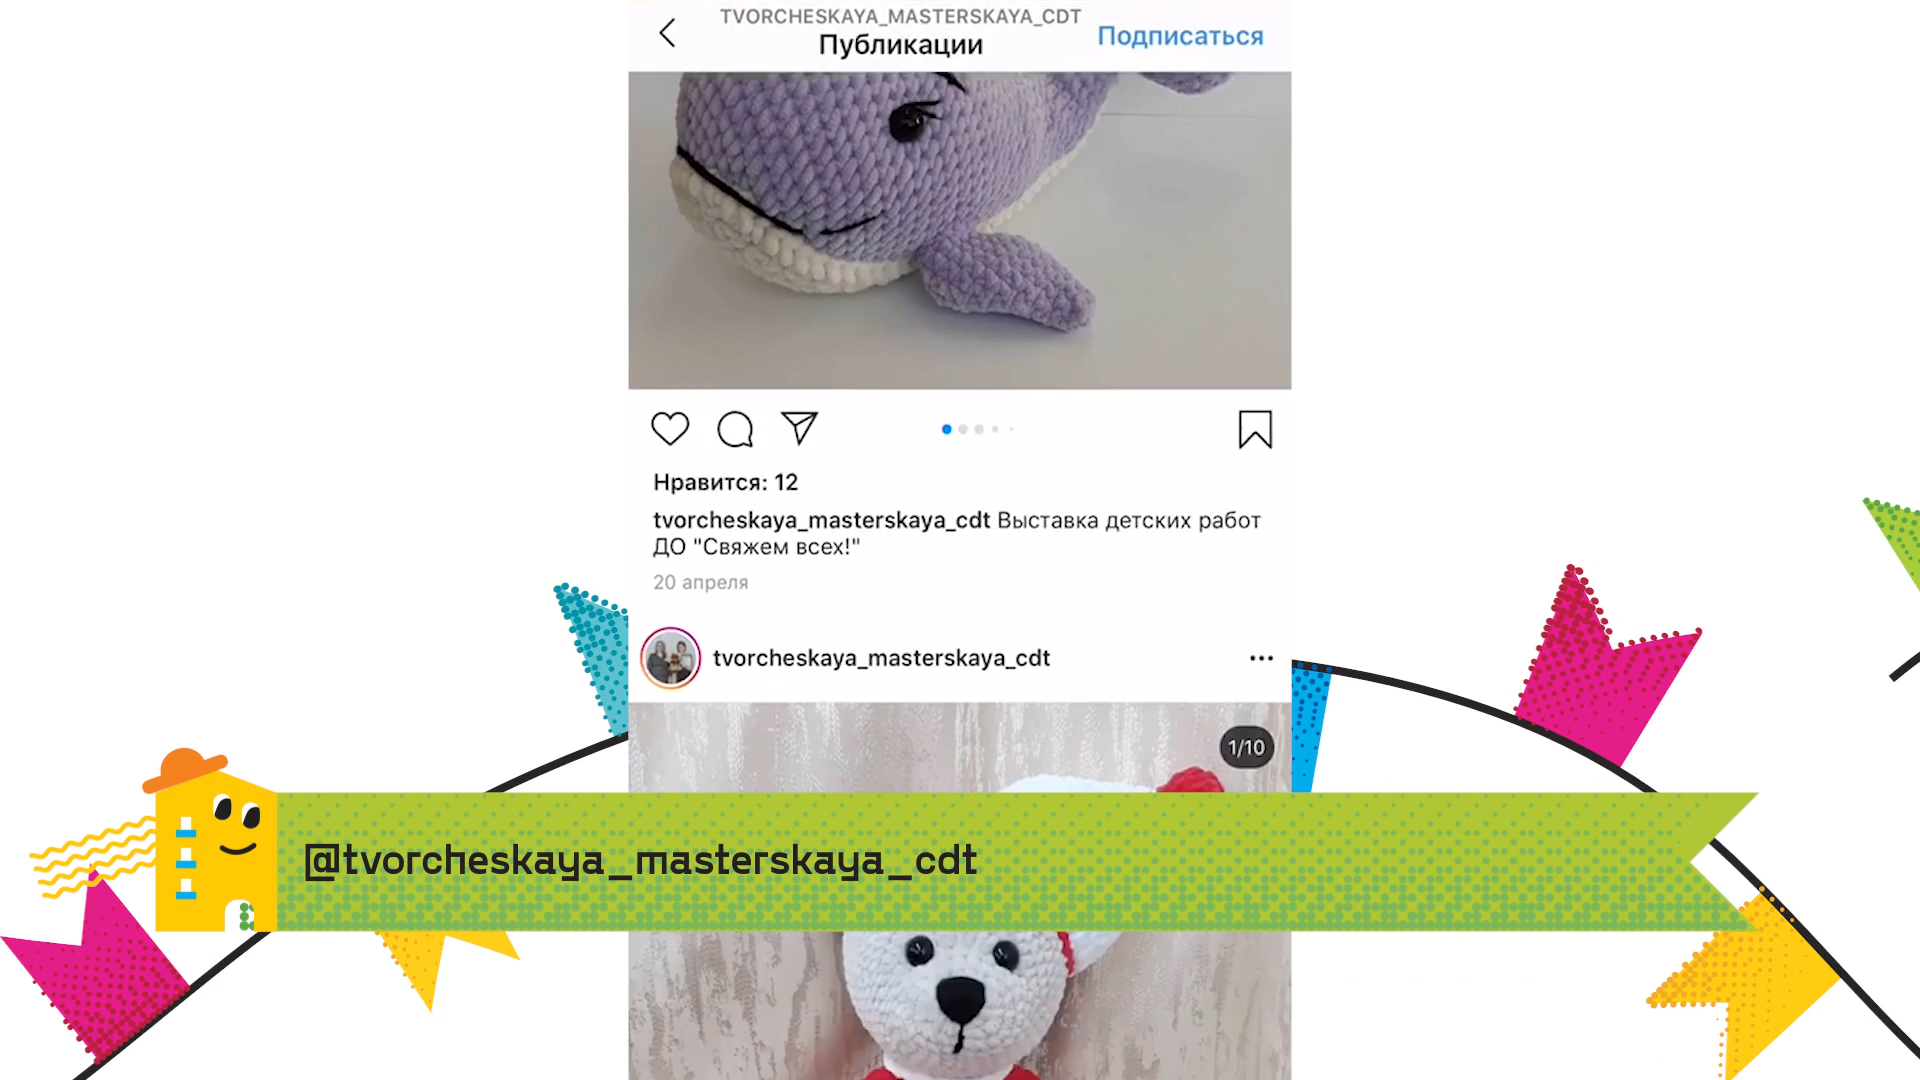 TVORCHESKAYA_MASTERSKAYA_CDT
Публикации
Подписаться
Нравится: 12
tvorcheskaya_masterskaya_cdt Выставка детских работ
ДО "Свяжем всех!"
20 апреля
tvorcheskaya_masterskaya_cdt
1/10
@tvorcheskaya_masterskaya_cdt